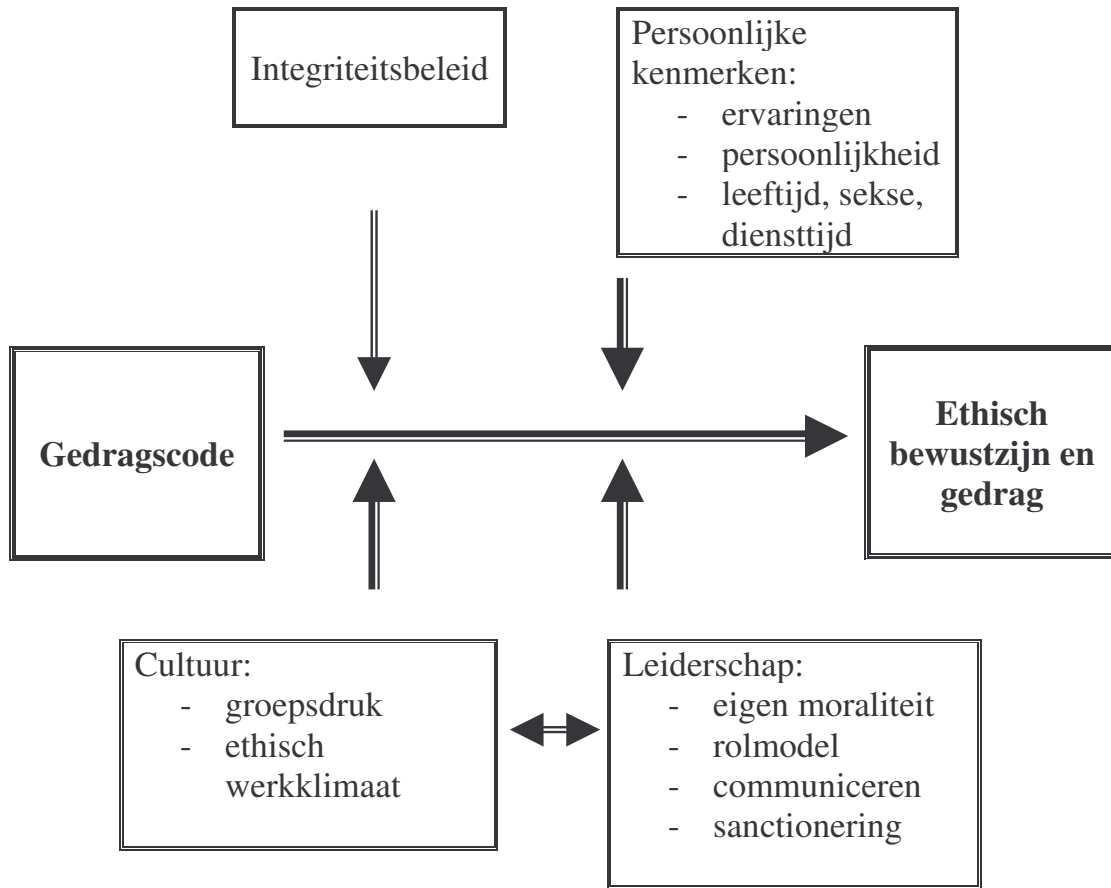 Integriteitsbeleid
Persoonlijke
kenmerken:
- ervaringen
- persoonlijkheid
- leeftijd, sekse,
diensttijd
Gedragscode
Ethisch
bewustzijn en
gedrag
Cultuur:
- groepsdruk
- ethisch
werkklimaat
Leiderschap:
- eigen moraliteit
- rolmodel
- communiceren
- sanctionering